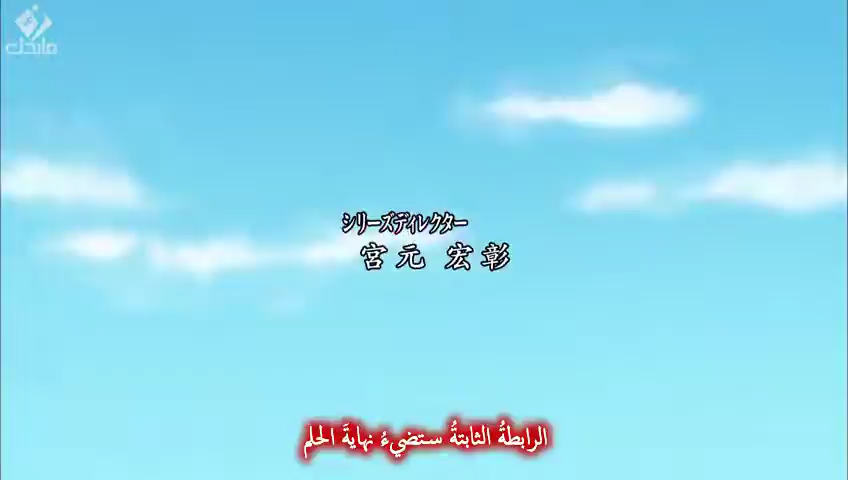 シリーズディレクター
宮元 宏彰
الرابطةُ الثابتةُ ستضيءُ نهايةَ الحلم